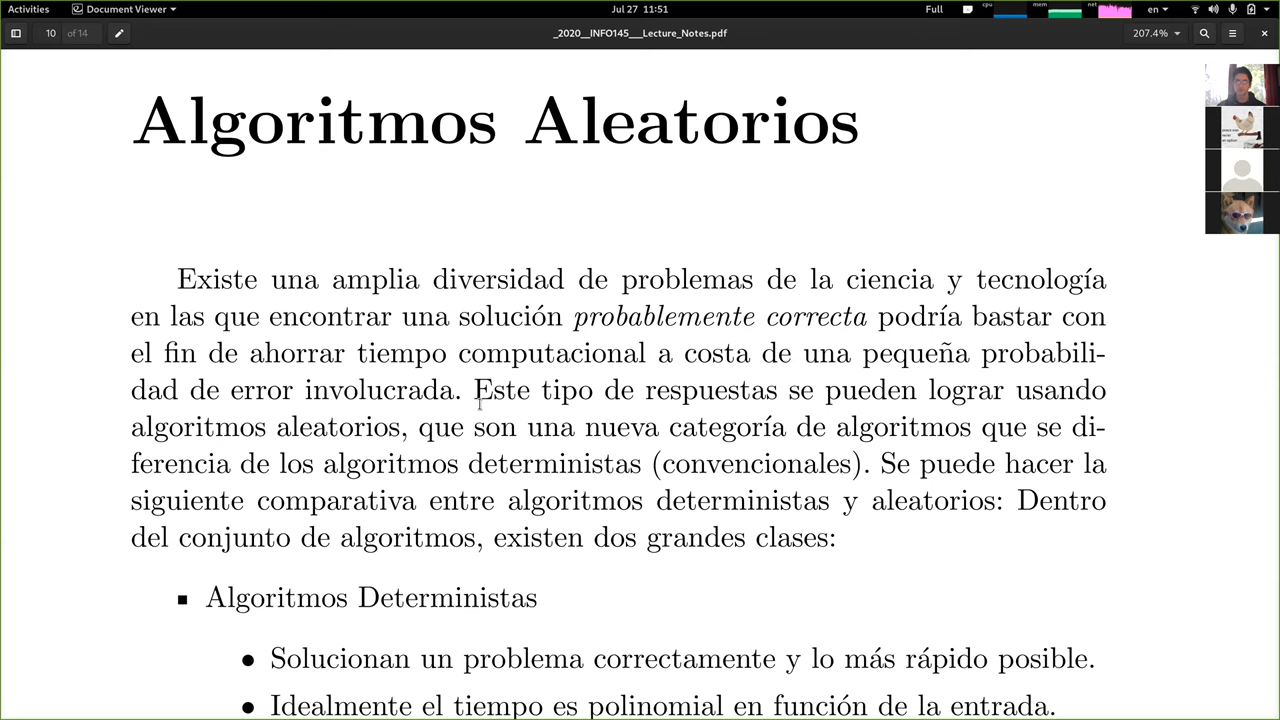 Activities Document Viewer Jul 27 11:51 Full cpu mem net en
10 of 14 _2020__INFO145___Lecture_Notes.pdf 207.4%
Algoritmos Aleatorios
Existe una amplia diversidad de problemas de la ciencia y tecnología
en las que encontrar una solución probablemente correcta podría bastar con
el fin de ahorrar tiempo computacional a costa de una pequeña probabili-
dad de error involucrada. Este tipo de respuestas se pueden lograr usando
algoritmos aleatorios, que son una nueva categoría de algoritmos que se di-
ferencia de los algoritmos deterministas (convencionales). Se puede hacer la
siguiente comparativa entre algoritmos deterministas y aleatorios: Dentro
del conjunto de algoritmos, existen dos grandes clases:
▪ Algoritmos Deterministas
• Solucionan un problema correctamente y lo más rápido posible.
• Idealmente el tiempo es polinomial en función de la entrada.